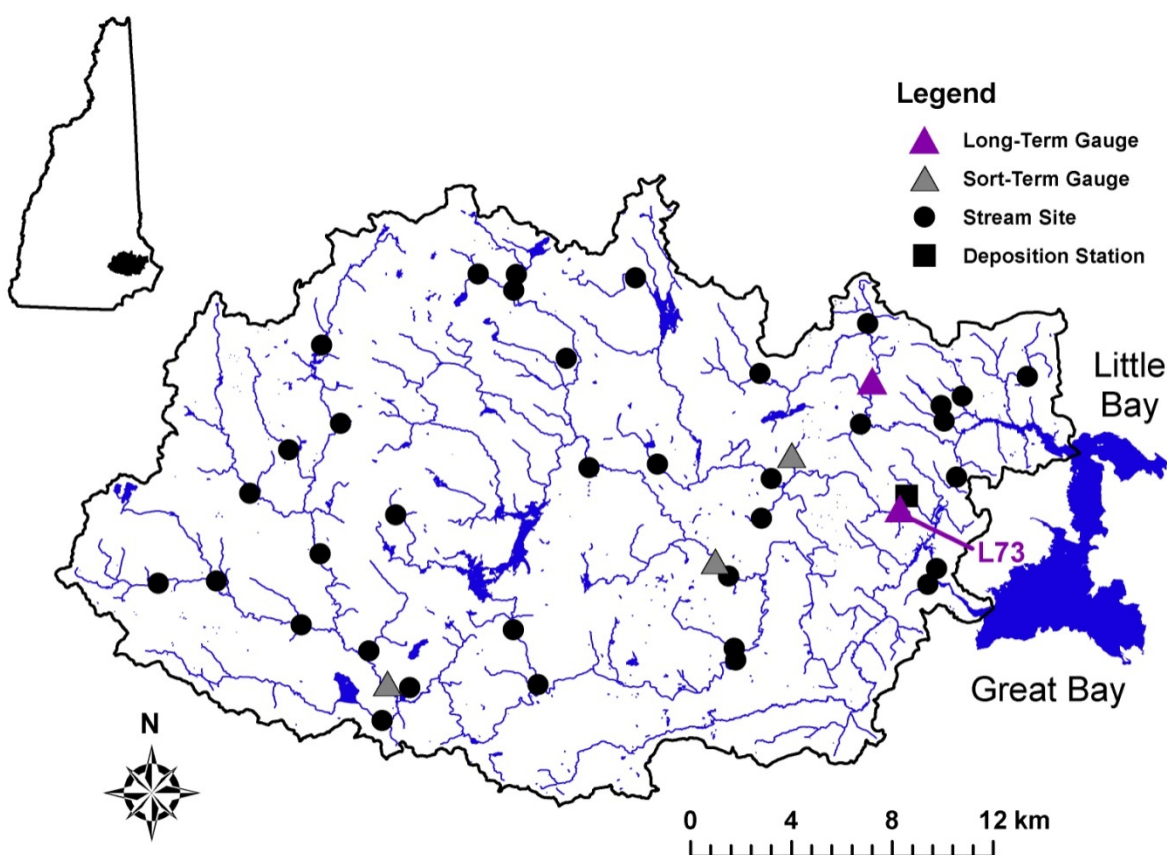 Legend
Long-Term Gauge
Sort-Term Gauge
Stream Site
Deposition Station
Little
Bay
L73
Great Bay
N
0 4 8 12 km